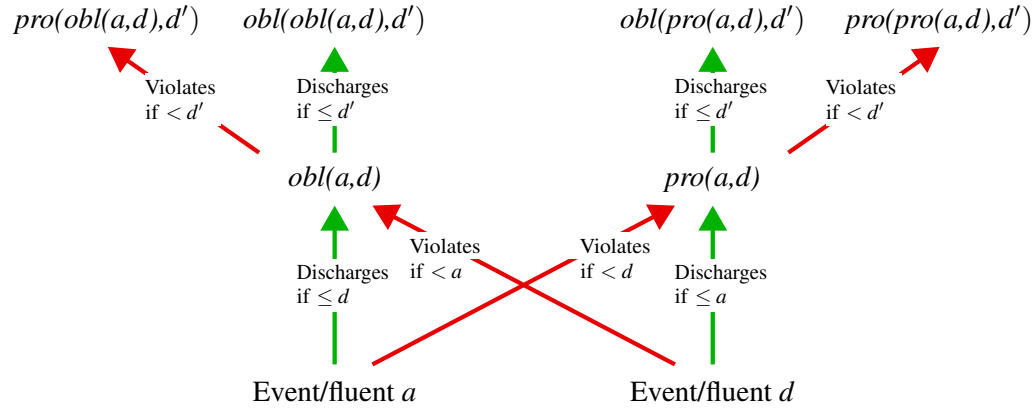 pro(obl(a,d),d′) obl(obl(a,d),d′) obl(pro(a,d),d′) pro(pro(a,d),d′)
Violates
if < d′
Discharges
if ≤ d′
Discharges
if ≤ d′
Violates
if < d′
obl(a,d) pro(a,d)
Discharges
if ≤ d
Violates
if < a
Violates
if < d
Discharges
if ≤ a
Event/fluent a Event/fluent d